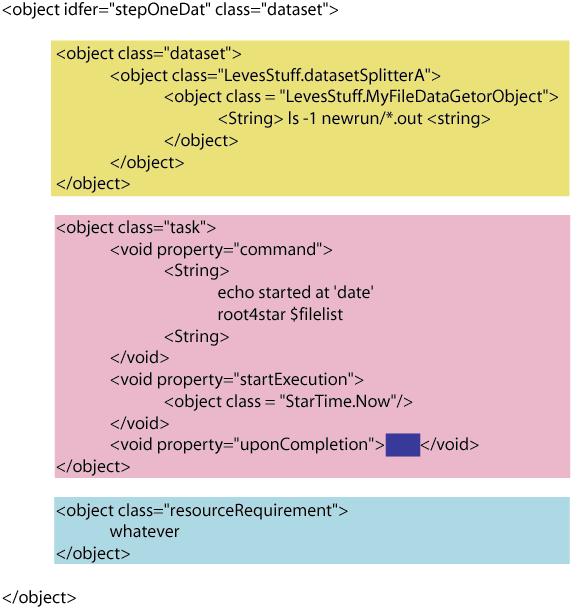 <object idfer="stepOneDat" class="dataset">
<object class="dataset">
<object class="LevesStuff.datasetSplitterA">
<object class = "LevesStuff.MyFileDataGetorObject">
<String> ls -1 newrun/*.out <string>
</object>
</object>
</object>
<object class="task">
<void property="command">
<String>
echo started at 'date'
root4star $filelist
<String>
</void>
<void property="startExecution">
<object class = "StarTime.Now"/>
</void>
<void property="uponCompletion"> </void>
</object>
<object class="resourceRequirement">
whatever
</object>
</object>